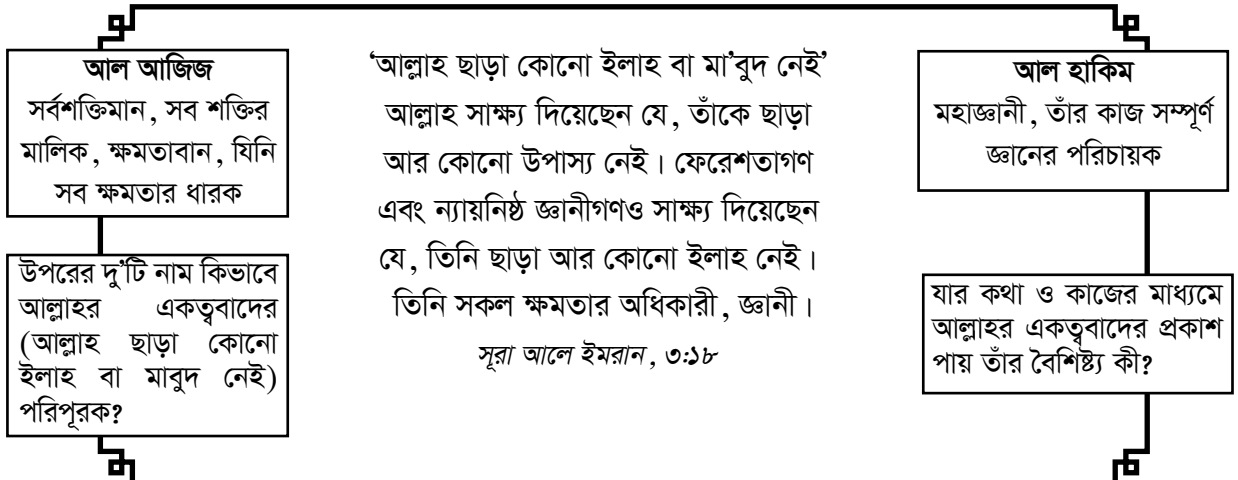 আল আজিজ
সর্বশক্তিমান, সব শক্তির
মালিক, ক্ষমতাবান, যিনি
সব ক্ষমতার ধারক
উপরের দু'টি নাম কিভাবে
আল্লাহর একত্ববাদের
(আল্লাহ ছাড়া কোনো
ইলাহ বা মাবুদ নেই)
পরিপূরক?
'আল্লাহ ছাড়া কোনো ইলাহ বা মা'বুদ নেই'
আল্লাহ সাক্ষ্য দিয়েছেন যে, তাঁকে ছাড়া
আর কোনো উপাস্য নেই। ফেরেশতাগণ
এবং ন্যায়নিষ্ঠ জ্ঞানীগণও সাক্ষ্য দিয়েছেন
যে, তিনি ছাড়া আর কোনো ইলাহ নেই।
তিনি সকল ক্ষমতার অধিকারী, জ্ঞানী।
সূরা আলে ইমরান, ৩:১৮
আল হাকিম
মহাজ্ঞানী, তাঁর কাজ সম্পূর্ণ
জ্ঞানের পরিচায়ক
যার কথা ও কাজের মাধ্যমে
আল্লাহর একত্ববাদের প্রকাশ
পায় তাঁর বৈশিষ্ট্য কী?